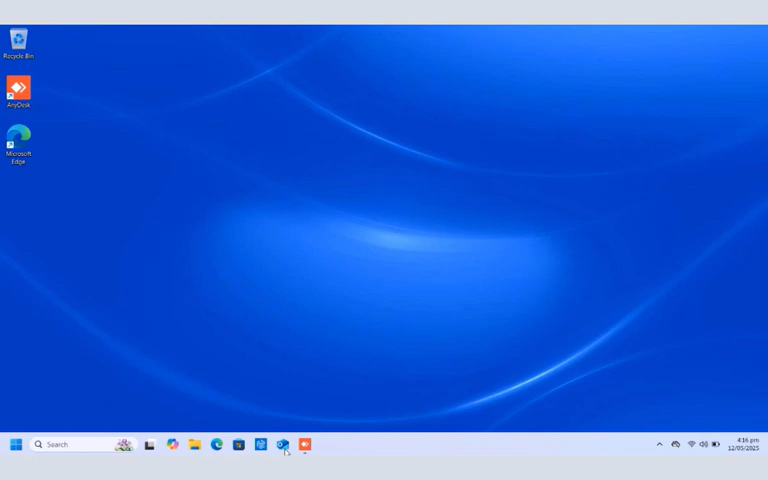 Recycle Bin
AnyDesk
Microsoft
Edge
Search
4:16 pm
12/05/2025